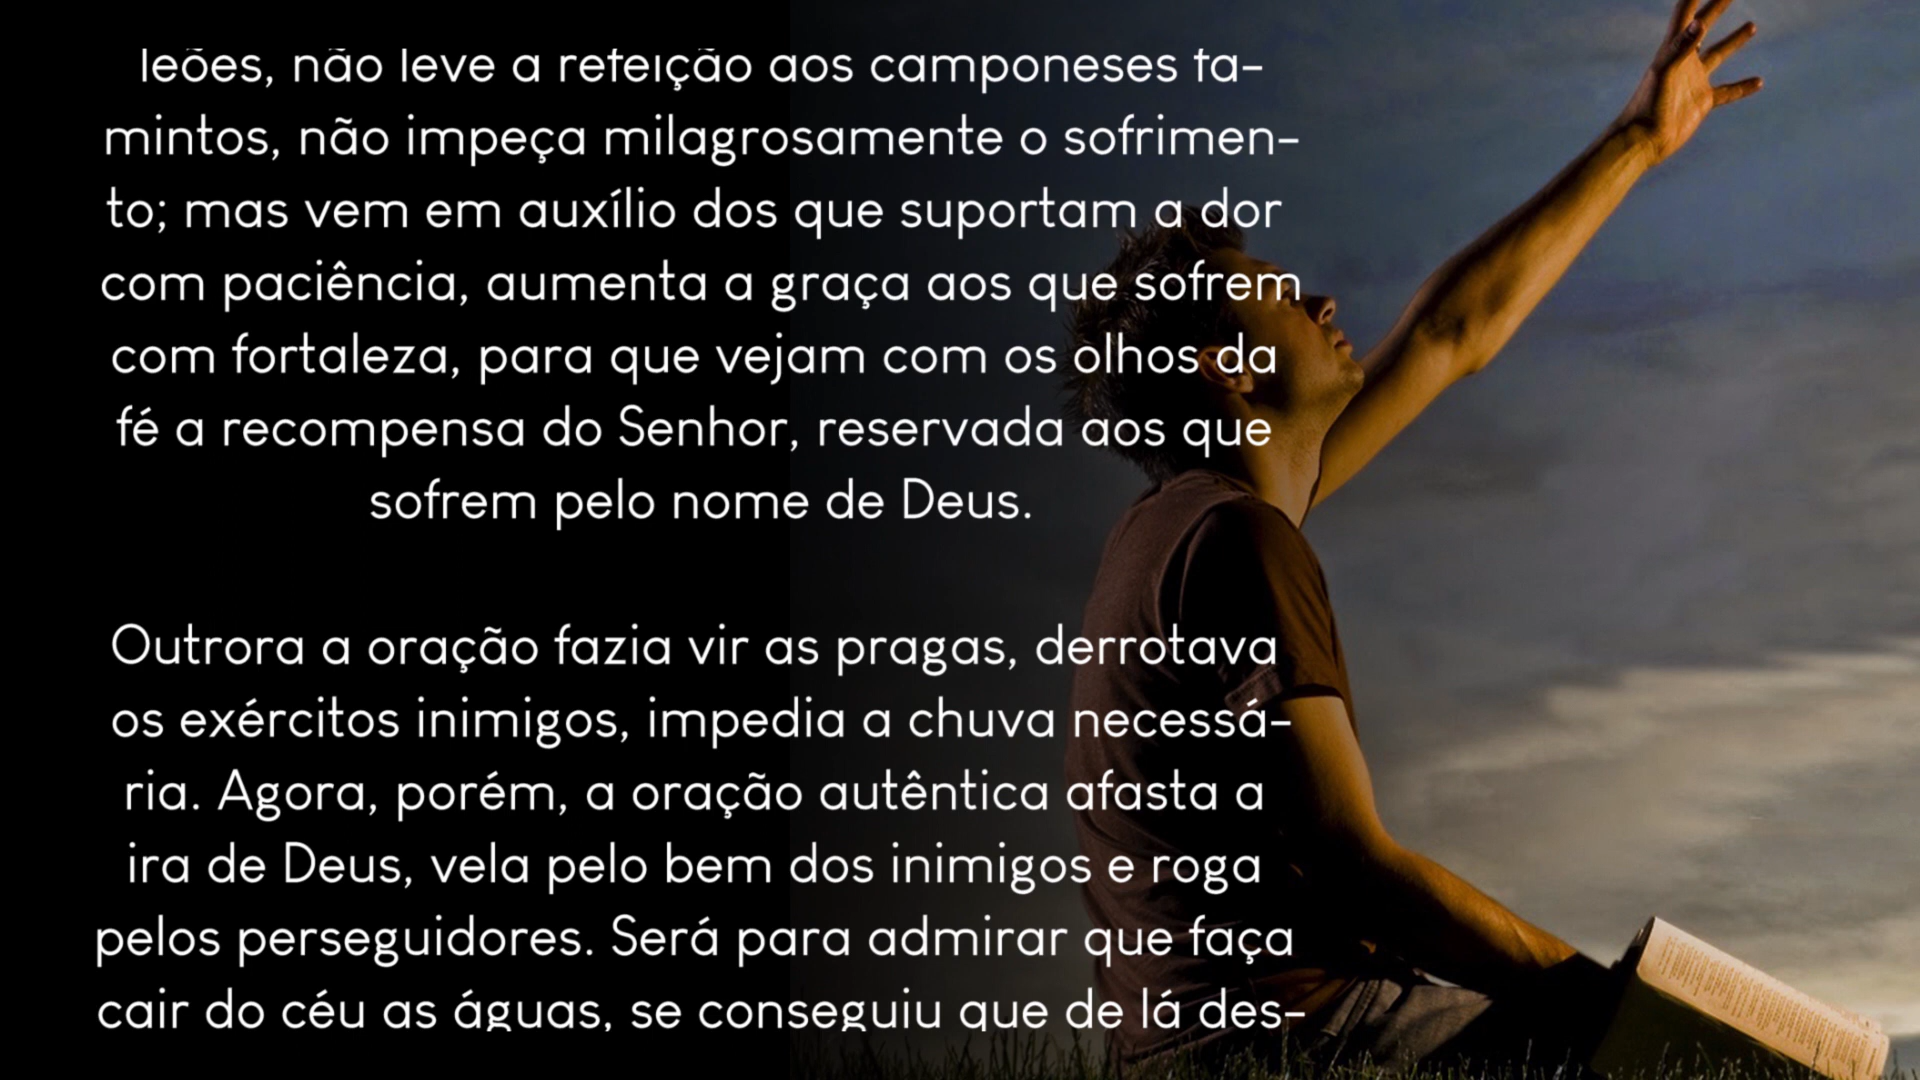 leões, não leve a refeição aos camponeses fa-
mintos, não impeça milagrosamente o sofrimen-
to; mas vem em auxílio dos que suportam a dor
com paciência, aumenta a graça aos que sofrem
com fortaleza, para que vejam com os olhos da
fé a recompensa do Senhor, reservada aos que
sofrem pelo nome de Deus.
Outrora a oração fazia vir as pragas, derrotava
os exércitos inimigos, impedia a chuva necessá-
ria. Agora, porém, a oração autêntica afasta a
ira de Deus, vela pelo bem dos inimigos e roga
pelos perseguidores. Será para admirar que faça
cair do céu as águas, se conseguiu que de lá des-